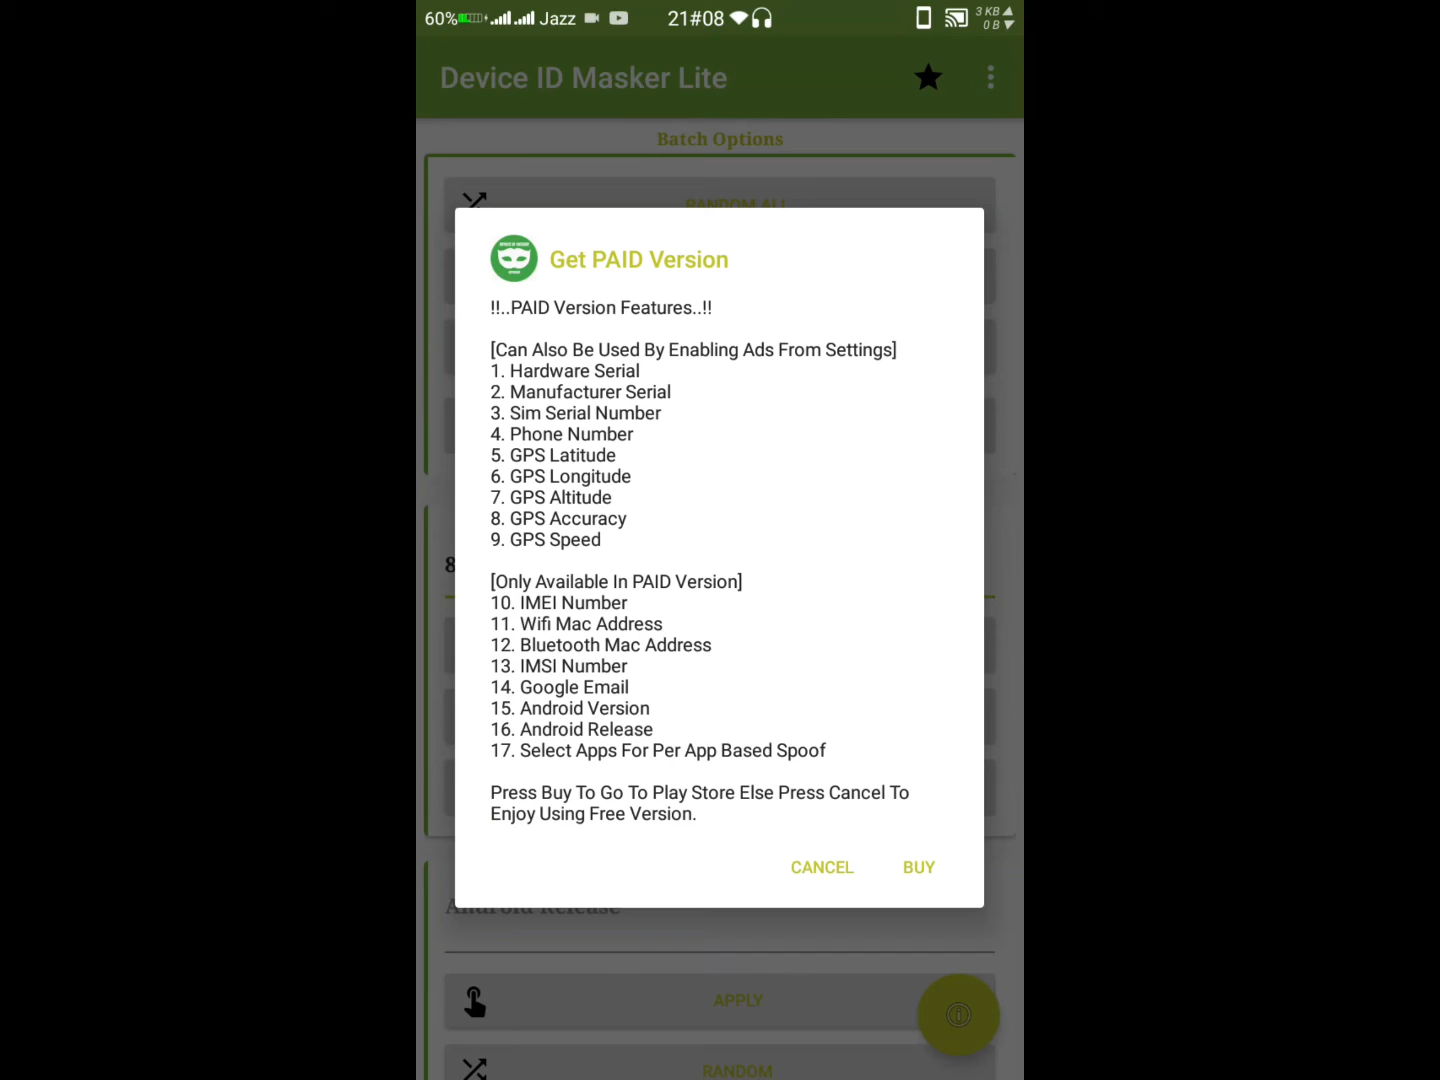 60% Jazz 21#08 3 KB
0 B
Device ID Masker Lite
Batch Options
RANDOM ALL
Get PAID Version
!!..PAID Version Features..!!
[Can Also Be Used By Enabling Ads From Settings]
1. Hardware Serial
2. Manufacturer Serial
3. Sim Serial Number
4. Phone Number
5. GPS Latitude
6. GPS Longitude
7. GPS Altitude
8. GPS Accuracy
9. GPS Speed
8
[Only Available In PAID Version]
10. IMEI Number
11. Wifi Mac Address
12. Bluetooth Mac Address
13. IMSI Number
14. Google Email
15. Android Version
16. Android Release
17. Select Apps For Per App Based Spoof
Press Buy To Go To Play Store Else Press Cancel To
Enjoy Using Free Version.
CANCEL BUY
Android Release
APPLY
RANDOM